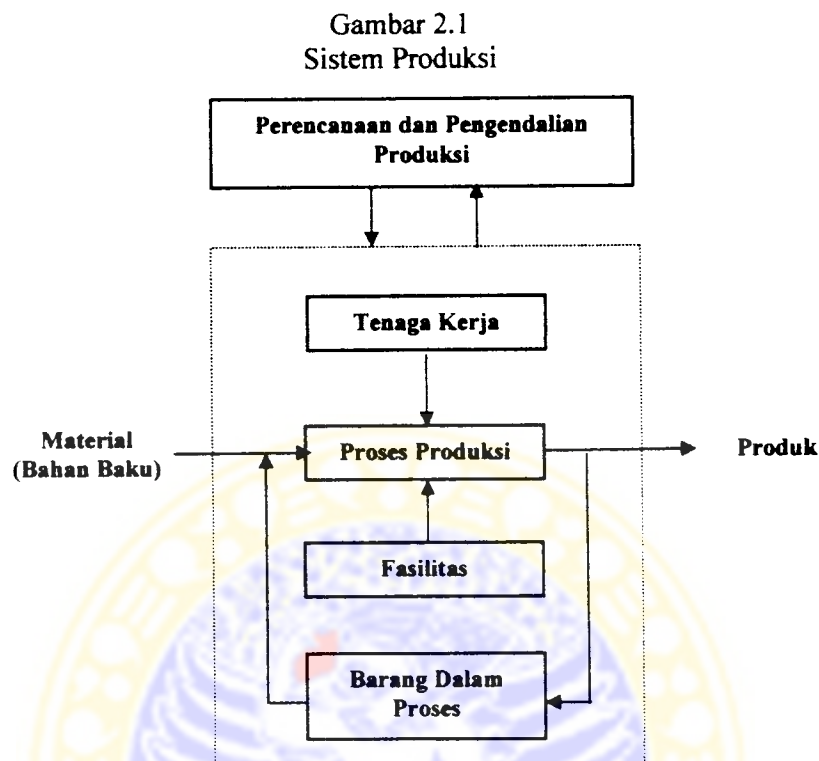 Gambar 2.1
Sistem Produksi
Perencanaan dan Pengendalian
Produksi
Tenaga Kerja
Material
(Bahan Baku)
Proses Produksi
Produk
Fasilitas
Barang Dalam
Proses